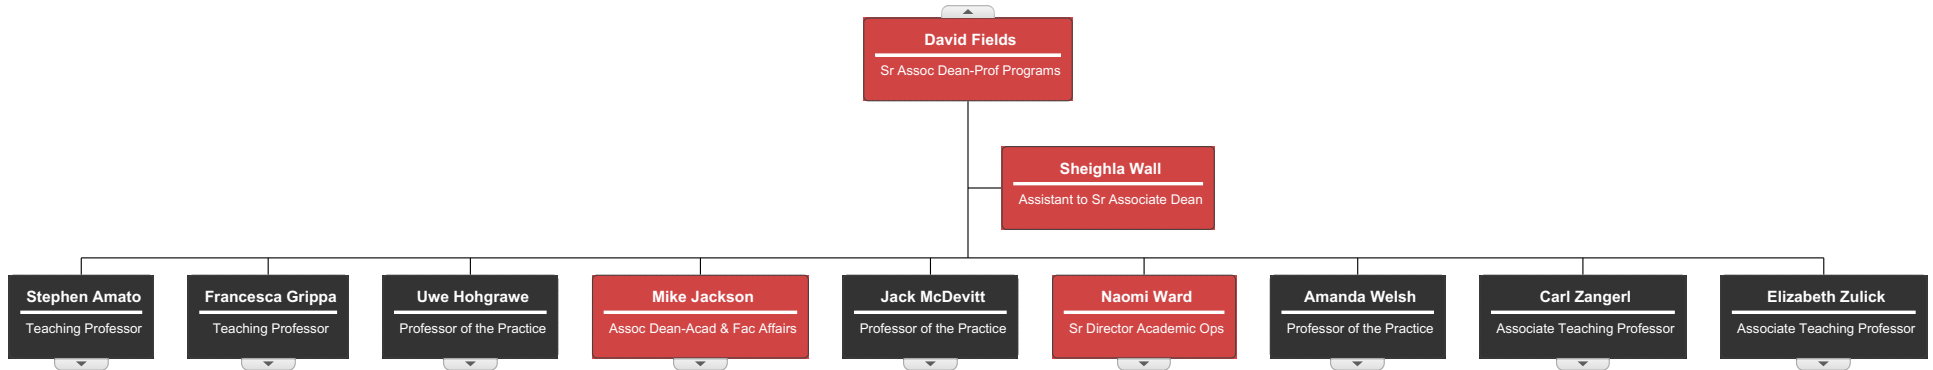 David Fields
Sr Assoc Dean-Prof Programs
Sheighla Wall
Assistant to Sr Associate Dean
Stephen Amato
Teaching Professor
Francesca Grippa
Teaching Professor
Uwe Hohgrawe
Professor of the Practice
Mike Jackson
Assoc Dean-Acad & Fac Affairs
Jack McDevitt
Professor of the Practice
Naomi Ward
Sr Director Academic Ops
Amanda Welsh
Professor of the Practice
Carl Zangerl
Associate Teaching Professor
Elizabeth Zulick
Associate Teaching Professor